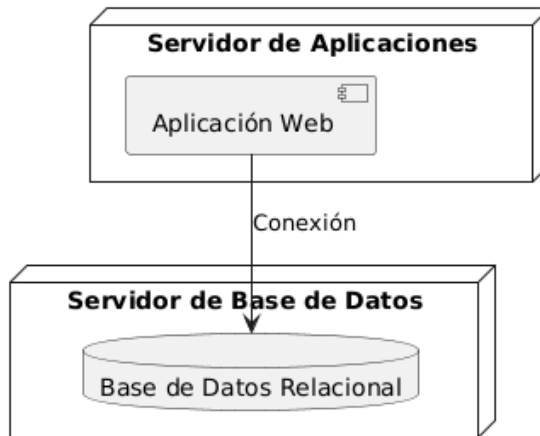 Servidor de Aplicaciones
Aplicación Web
Conexión
Servidor de Base de Datos
Base de Datos Relacional